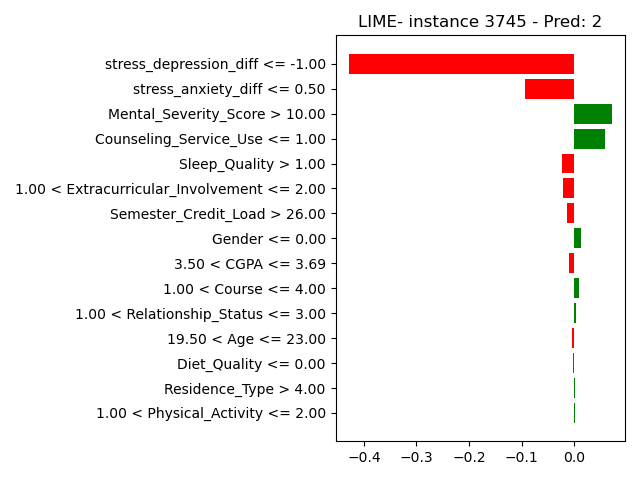 LIME- instance 3745 - Pred: 2
stress_depression_diff <= -1.00
stress_anxiety_diff <= 0.50
Mental_Severity_Score > 10.00
Counseling_Service_Use <= 1.00
Sleep_Quality > 1.00
1.00 < Extracurricular_Involvement <= 2.00
Semester_Credit_Load > 26.00
Gender <= 0.00
3.50 < CGPA <= 3.69
1.00 < Course <= 4.00
1.00 < Relationship_Status <= 3.00
19.50 < Age <= 23.00
Diet_Quality <= 0.00
Residence_Type > 4.00
1.00 < Physical_Activity <= 2.00
−0.4 −0.3 −0.2 −0.1 0.0